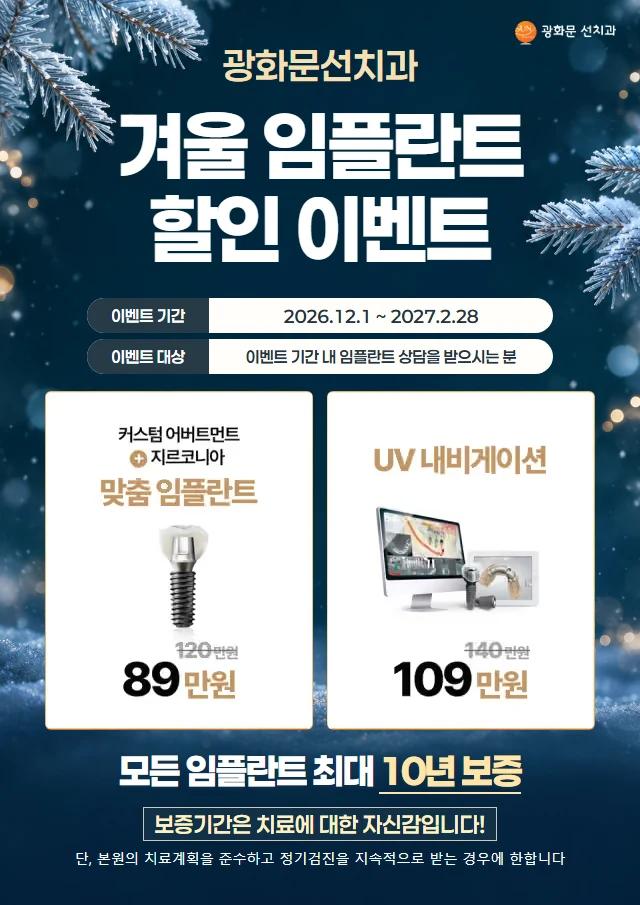 SUN 광화문 선치과
광화문선치과
겨울 임플란트
할인 이벤트
이벤트 기간 2026.12.1 ~ 2027.2.28
이벤트 대상 이벤트 기간 내 임플란트 상담을 받으시는 분
커스텀 어버트먼트
+ 지르코니아
맞춤 임플란트
120만원
89만원
UV 내비게이션
140만원
109만원
모든 임플란트 최대 10년 보증
보증기간은 치료에 대한 자신감입니다!
단, 본원의 치료계획을 준수하고 정기검진을 지속적으로 받는 경우에 한합니다